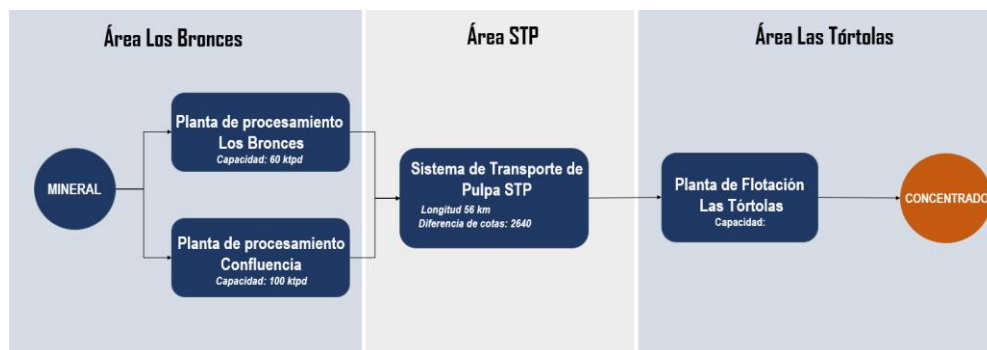 Área Los Bronces
Área STP
Área Las Tórtolas
MINERAL
Planta de procesamiento
Los Bronces
Capacidad: 60 ktpd
Planta de procesamiento
Confluencia
Capacidad: 100 ktpd
Sistema de Transporte de
Pulpa STP
Longitud 56 km
Diferencia de cotas: 2640
Planta de Flotación
Las Tórtolas
Capacidad:
CONCENTRADO